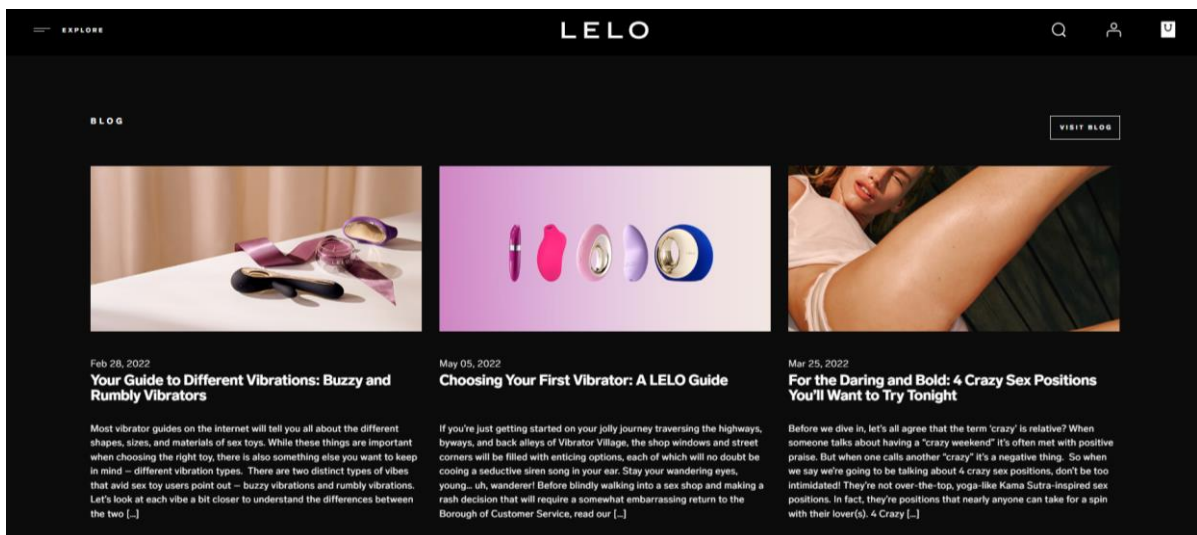 EXPLORE
LELO
BLOG
VISIT BLOG
Feb 28, 2022
Your Guide to Different Vibrations: Buzzy and
Rumbly Vibrators
Most vibrator guides on the internet will tell you all about the different
shapes, sizes, and materials of sex toys. While these things are important
when choosing the right toy, there is also something else you want to keep
in mind – different vibration types. There are two distinct types of vibes
that avid sex toy users point out – buzzy vibrations and rumbly vibrations.
Let's look at each vibe a bit closer to understand the differences between
the two [...]
May 05, 2022
Choosing Your First Vibrator: A LELO Guide
If you're just getting started on your jolly journey traversing the highways,
byways, and back alleys of Vibrator Village, the shop windows and street
corners will be filled with enticing options, each of which will no doubt be
cooing a seductive siren song in your ear. Stay your wandering eyes,
young... uh, wanderer! Before blindly walking into a sex shop and making a
rash decision that will require a somewhat embarrassing return to the
Borough of Customer Service, read our [...]
Mar 25, 2022
For the Daring and Bold: 4 Crazy Sex Positions
You'll Want to Try Tonight
Before we dive in, let's all agree that the term 'crazy' is relative? When
someone talks about having a "crazy weekend" it's often met with positive
praise. But when one calls another "crazy" it's a negative thing. So when
we say we're going to be talking about 4 crazy sex positions, don't be too
intimidated! They're not over-the-top, yoga-like Kama Sutra-inspired sex
positions. In fact, they're positions that nearly anyone can take for a spin
with their lover(s). 4 Crazy [...]